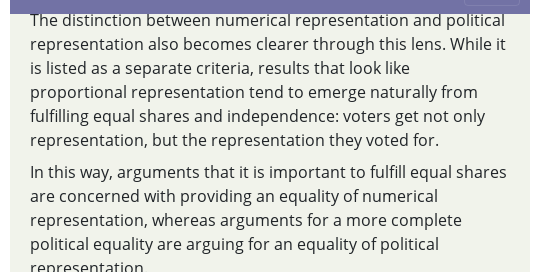 The distinction between numerical representation and political
representation also becomes clearer through this lens. While it
is listed as a separate criteria, results that look like
proportional representation tend to emerge naturally from
fulfilling equal shares and independence: voters get not only
representation, but the representation they voted for.
In this way, arguments that it is important to fulfill equal shares
are concerned with providing an equality of numerical
representation, whereas arguments for a more complete
political equality are arguing for an equality of political
representation.